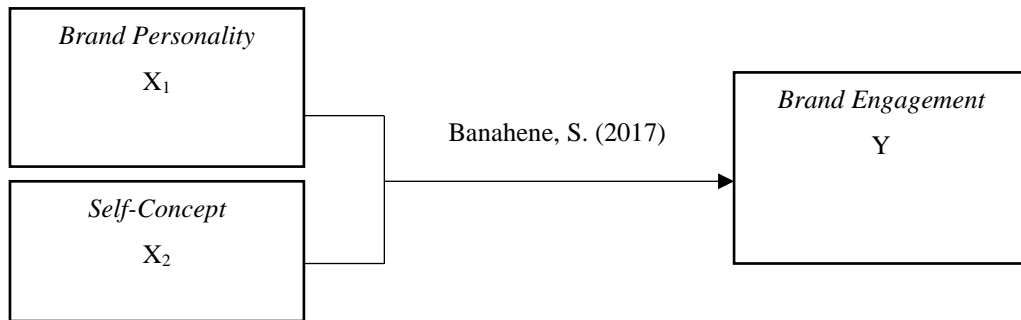 Brand Personality
X₁
Self-Concept
X₂
Banahene, S. (2017)
Brand Engagement
Y